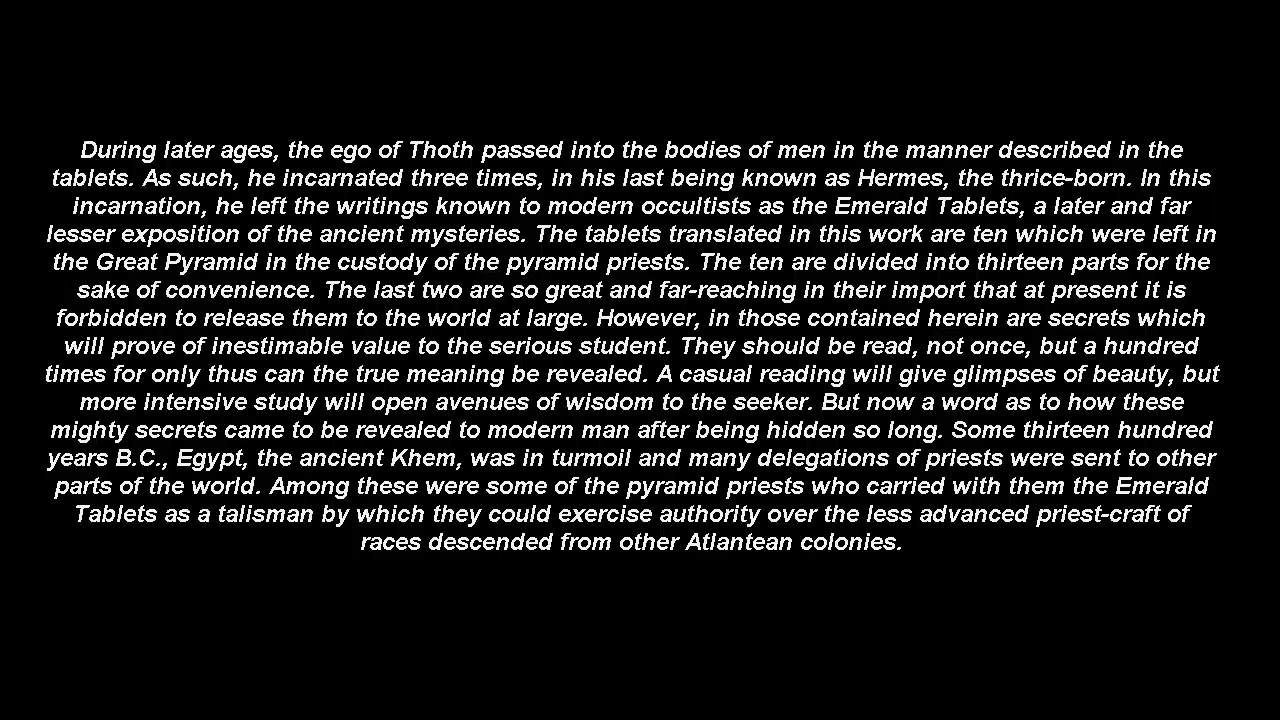 During later ages, the ego of Thoth passed into the bodies of men in the manner described in the
tablets. As such, he incarnated three times, in his last being known as Hermes, the thrice-born. In this
incarnation, he left the writings known to modern occultists as the Emerald Tablets, a later and far
lesser exposition of the ancient mysteries. The tablets translated in this work are ten which were left in
the Great Pyramid in the custody of the pyramid priests. The ten are divided into thirteen parts for the
sake of convenience. The last two are so great and far-reaching in their import that at present it is
forbidden to release them to the world at large. However, in those contained herein are secrets which
will prove of inestimable value to the serious student. They should be read, not once, but a hundred
times for only thus can the true meaning be revealed. A casual reading will give glimpses of beauty, but
more intensive study will open avenues of wisdom to the seeker. But now a word as to how these
mighty secrets came to be revealed to modern man after being hidden so long. Some thirteen hundred
years B.C., Egypt, the ancient Khem, was in turmoil and many delegations of priests were sent to other
parts of the world. Among these were some of the pyramid priests who carried with them the Emerald
Tablets as a talisman by which they could exercise authority over the less advanced priest-craft of
races descended from other Atlantean colonies.